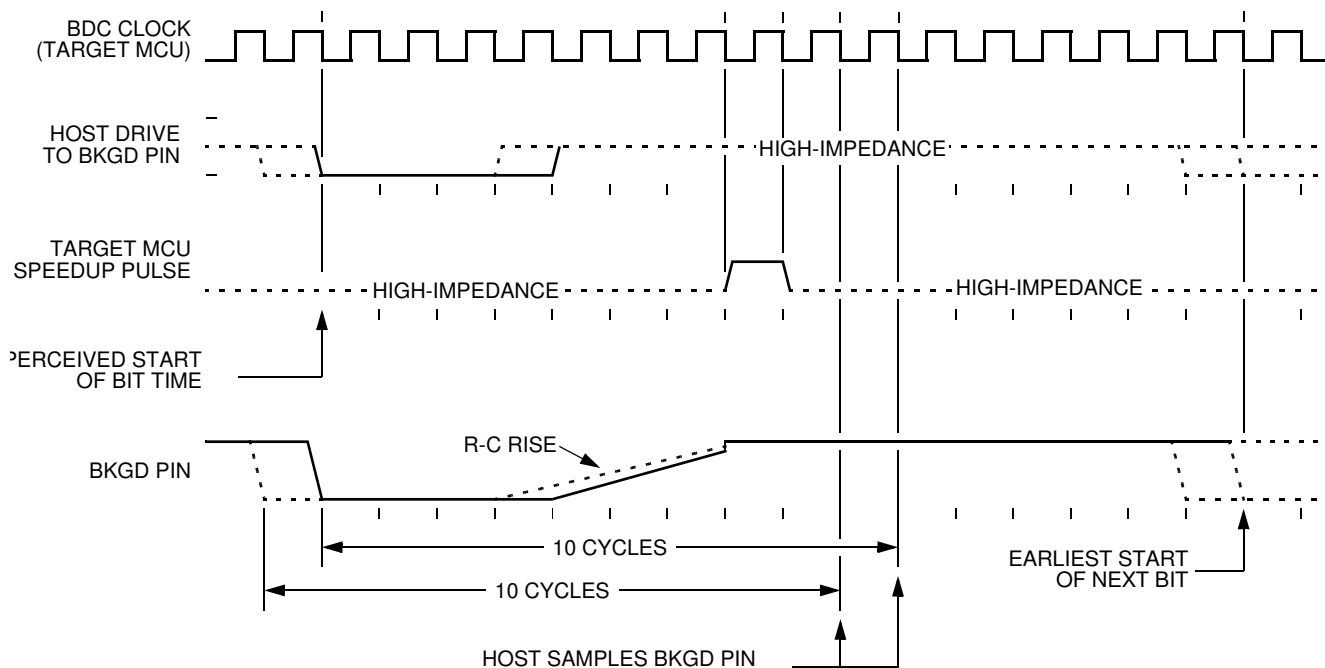 BDC CLOCK
(TARGET MCU)
HOST DRIVE
TO BKGD PIN
HIGH-IMPEDANCE
TARGET MCU
SPEEDUP PULSE
HIGH-IMPEDANCE
HIGH-IMPEDANCE
PERCEIVED START
OF BIT TIME
R-C RISE
BKGD PIN
10 CYCLES
EARLIEST START
OF NEXT BIT
10 CYCLES
HOST SAMPLES BKGD PIN